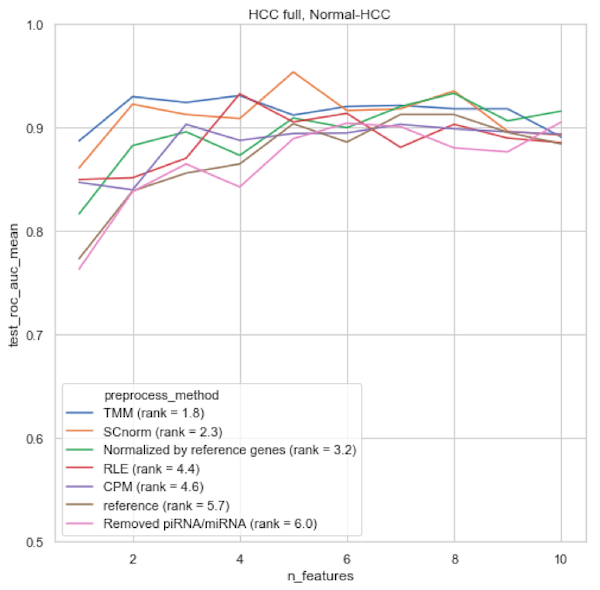 HCC full, Normal-HCC
1.0
0.9
0.8
0.7
0.6
0.5
test_roc_auc_mean
preprocess_method
TMM (rank = 1.8)
SCnorm (rank = 2.3)
Normalized by reference genes (rank = 3.2)
RLE (rank = 4.4)
CPM (rank = 4.6)
reference (rank = 5.7)
Removed piRNA/miRNA (rank = 6.0)
2 4 6 8 10
n_features